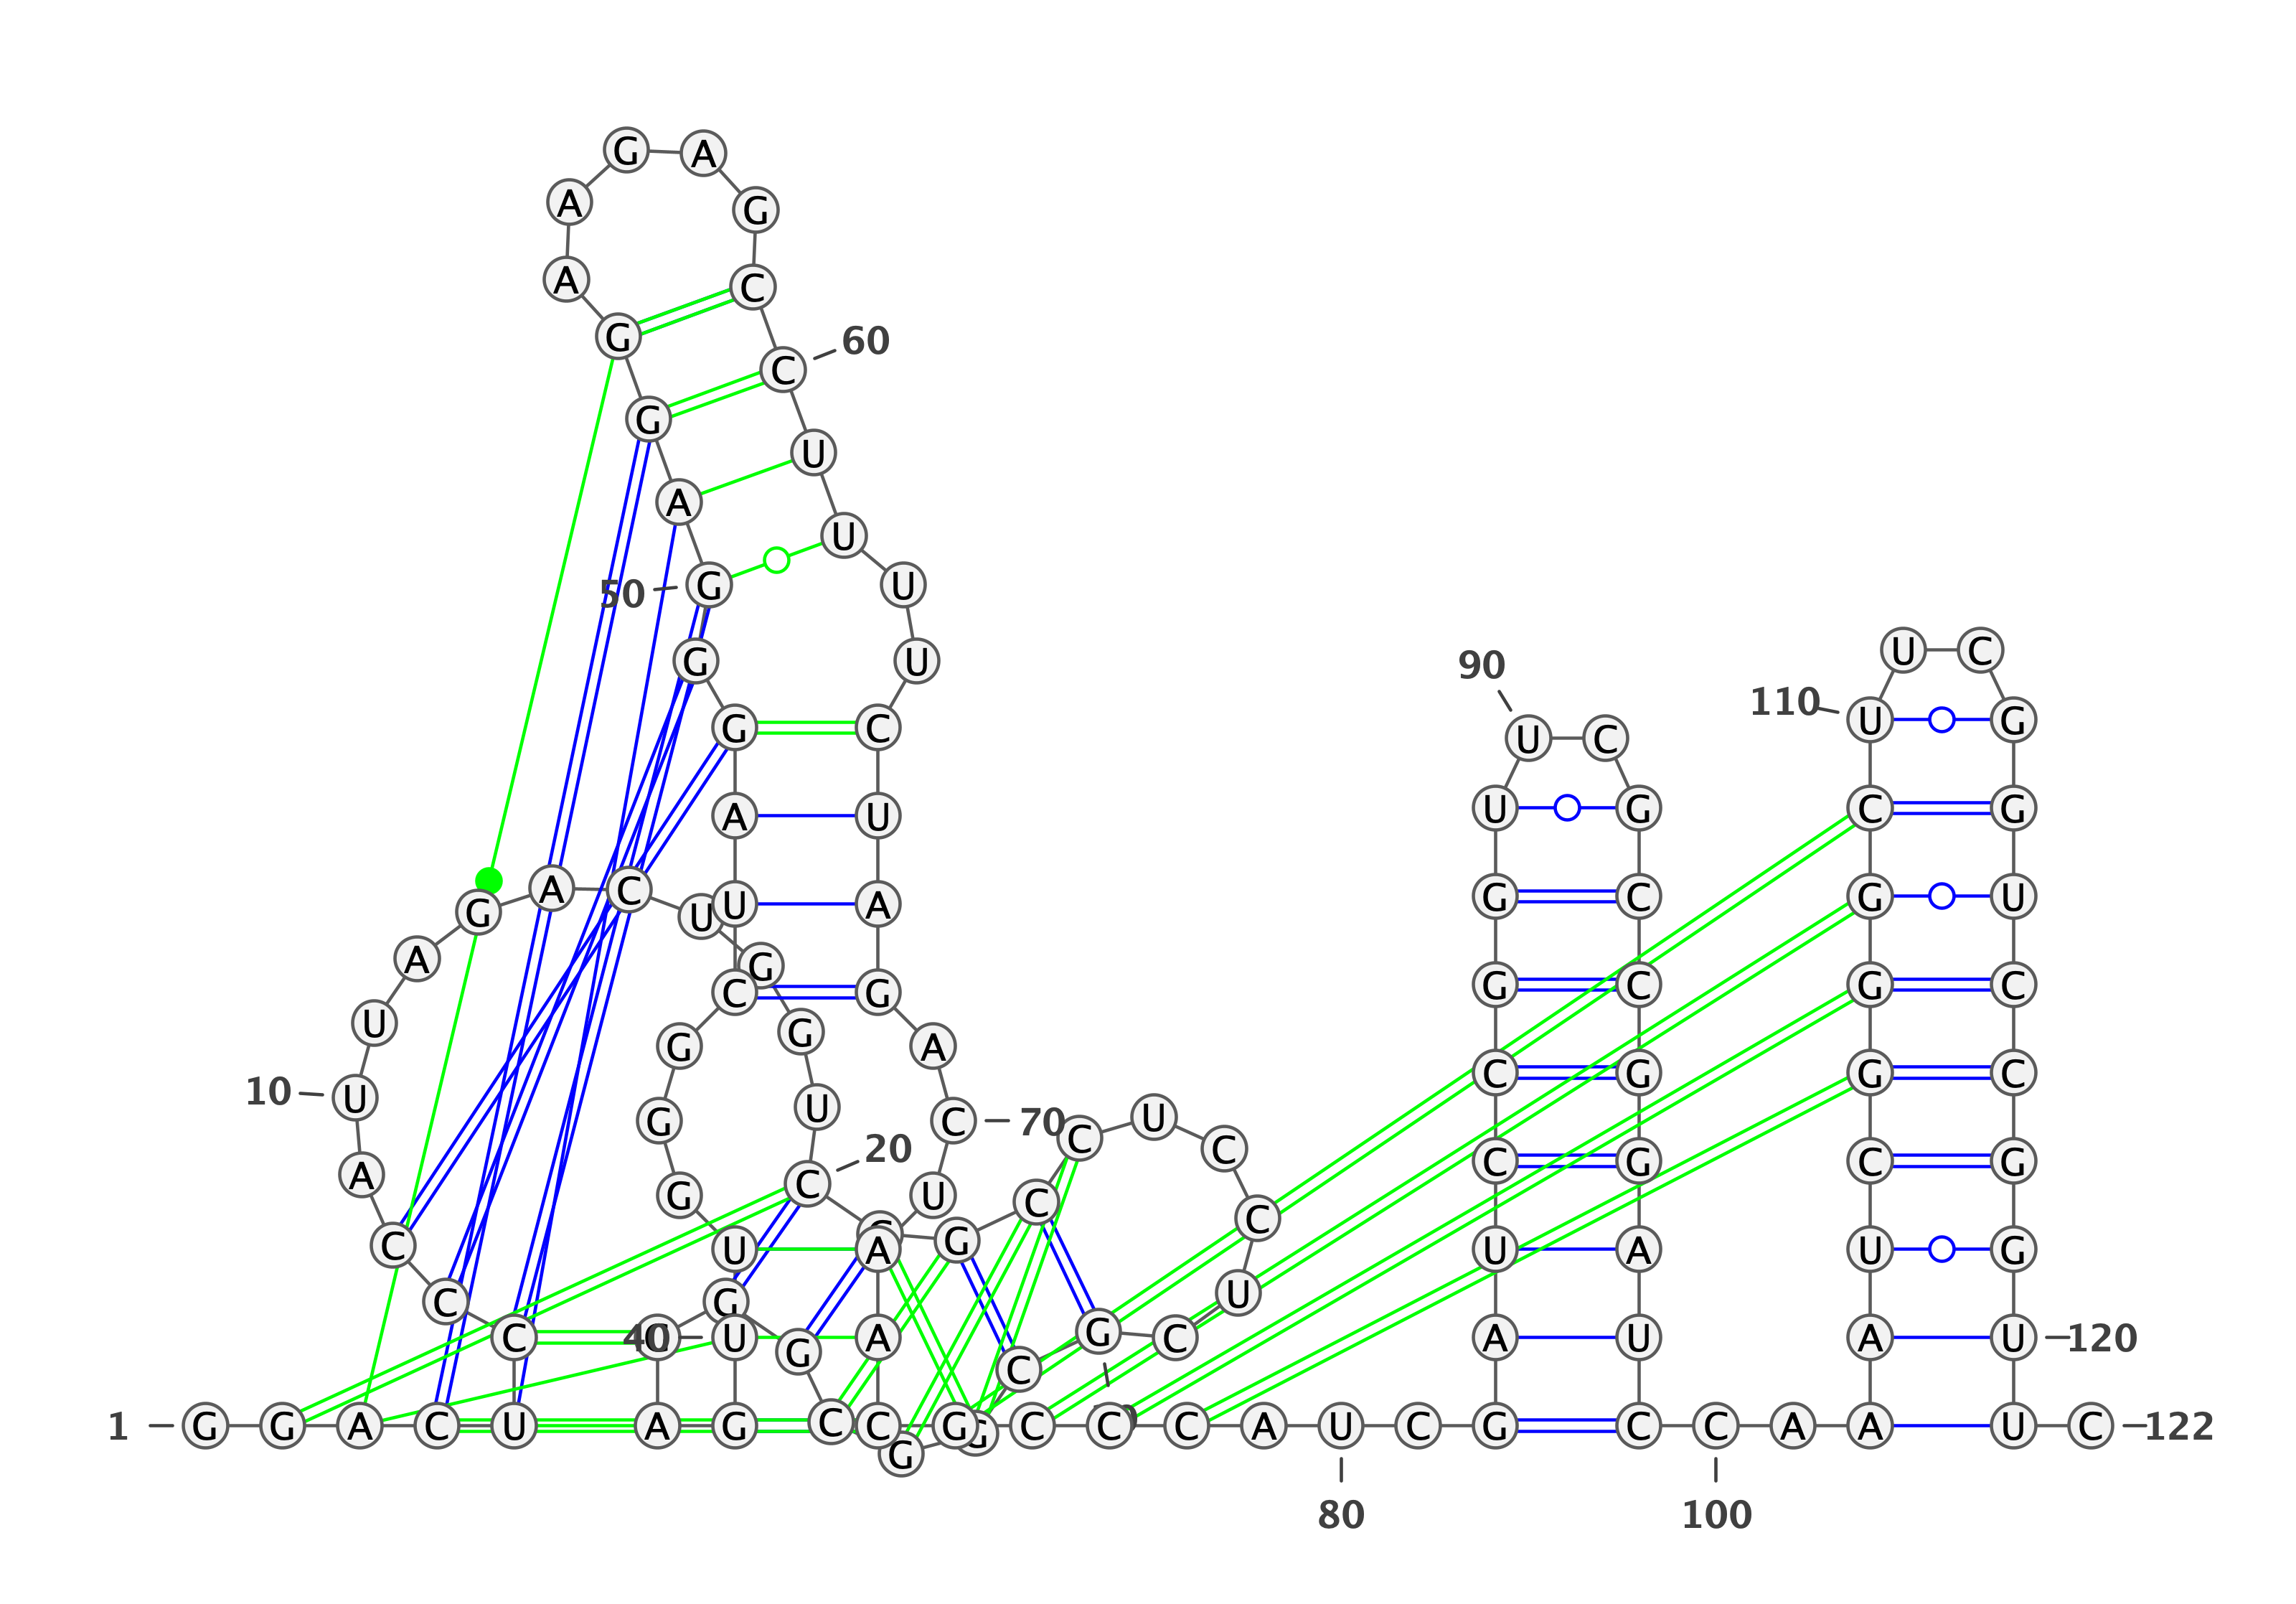 G A
A G
A C
G C 60
G U
A U
50 G U
G U
90 U C
110 U C
G C U G
A U U G C G
G A C U U A G C G U
A G
C G G C G C
U G
G A
C G G C
10 U U
G C 70 C U
20 C
C G C G
A C
G U C C
C U A G U A U G
C G U
C 40 U G A G C A U A U 120
C
1 G G A C U A G C C G C C C A U C G C C A A U C 122
G
80 100